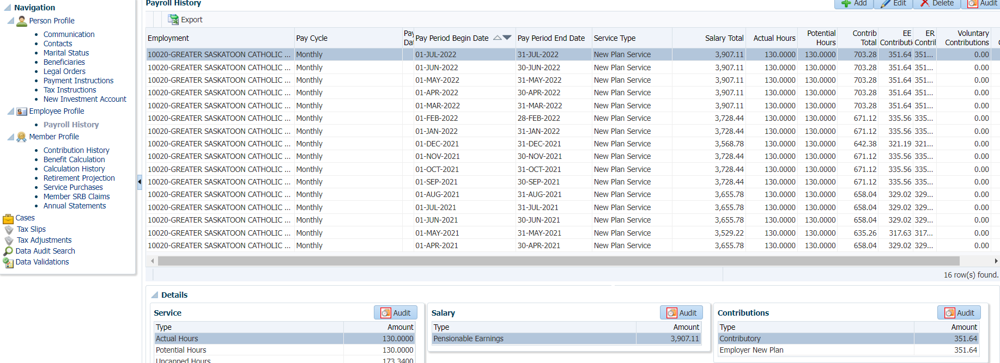 Navigation
Person Profile
Communication
Contacts
Marital Status
Beneficiaries
Legal Orders
Payment Instructions
Tax Instructions
New Investment Account
Employee Profile
Payroll History
Member Profile
Contribution History
Benefit Calculation
Calculation History
Retirement Projection
Service Purchases
Member SRB Claims
Annual Statements
Cases
Tax Slips
Tax Adjustments
Data Audit Search
Data Validations
Payroll History
Add Edit Delete Audit
Export
Employment Pay Cycle Pay Dat Pay Period Begin Date Pay Period End Date Service Type Salary Total Actual Hours Potential Hours Contrib Total EE Contributi ER Contril Voluntary Contributions
10020-GREATER SASKATOON CATHOLIC ... Monthly 01-JUL-2022 31-JUL-2022 New Plan Service 3,907.11 130.0000 130.0000 703.28 351.64 351... 0.00
10020-GREATER SASKATOON CATHOLIC ... Monthly 01-JUN-2022 30-JUN-2022 New Plan Service 3,907.11 130.0000 130.0000 703.28 351.64 351... 0.00
10020-GREATER SASKATOON CATHOLIC ... Monthly 01-MAY-2022 31-MAY-2022 New Plan Service 3,907.11 130.0000 130.0000 703.28 351.64 351... 0.00
10020-GREATER SASKATOON CATHOLIC ... Monthly 01-APR-2022 30-APR-2022 New Plan Service 3,907.11 130.0000 130.0000 703.28 351.64 351... 0.00
10020-GREATER SASKATOON CATHOLIC ... Monthly 01-MAR-2022 31-MAR-2022 New Plan Service 3,907.11 130.0000 130.0000 703.28 351.64 351... 0.00
10020-GREATER SASKATOON CATHOLIC ... Monthly 01-FEB-2022 28-FEB-2022 New Plan Service 3,728.44 130.0000 130.0000 671.12 335.56 335... 0.00
10020-GREATER SASKATOON CATHOLIC ... Monthly 01-JAN-2022 31-JAN-2022 New Plan Service 3,728.44 130.0000 130.0000 671.12 335.56 335... 0.00
10020-GREATER SASKATOON CATHOLIC ... Monthly 01-DEC-2021 31-DEC-2021 New Plan Service 3,568.78 130.0000 130.0000 642.38 321.19 321... 0.00
10020-GREATER SASKATOON CATHOLIC ... Monthly 01-NOV-2021 30-NOV-2021 New Plan Service 3,728.44 130.0000 130.0000 671.12 335.56 335... 0.00
10020-GREATER SASKATOON CATHOLIC ... Monthly 01-OCT-2021 31-OCT-2021 New Plan Service 3,728.44 130.0000 130.0000 671.12 335.56 335... 0.00
10020-GREATER SASKATOON CATHOLIC ... Monthly 01-SEP-2021 30-SEP-2021 New Plan Service 3,728.44 130.0000 130.0000 671.12 335.56 335... 0.00
10020-GREATER SASKATOON CATHOLIC ... Monthly 01-AUG-2021 31-AUG-2021 New Plan Service 3,655.78 130.0000 130.0000 658.04 329.02 329... 0.00
10020-GREATER SASKATOON CATHOLIC ... Monthly 01-JUL-2021 31-JUL-2021 New Plan Service 3,655.78 130.0000 130.0000 658.04 329.02 329... 0.00
10020-GREATER SASKATOON CATHOLIC ... Monthly 01-JUN-2021 30-JUN-2021 New Plan Service 3,655.78 130.0000 130.0000 658.04 329.02 329... 0.00
10020-GREATER SASKATOON CATHOLIC ... Monthly 01-MAY-2021 31-MAY-2021 New Plan Service 3,529.22 130.0000 130.0000 635.26 317.63 317... 0.00
10020-GREATER SASKATOON CATHOLIC ... Monthly 01-APR-2021 30-APR-2021 New Plan Service 3,655.78 130.0000 130.0000 658.04 329.02 329... 0.00
16 row(s) found.
Details
Service Audit
Type Amount
Actual Hours 130.0000
Potential Hours 130.0000
Uncapped Hours 173.3400
Salary Audit
Type Amount
Pensionable Earnings 3,907.11
Contributions Audit
Type Amount
Contributory 351.64
Employer New Plan 351.64